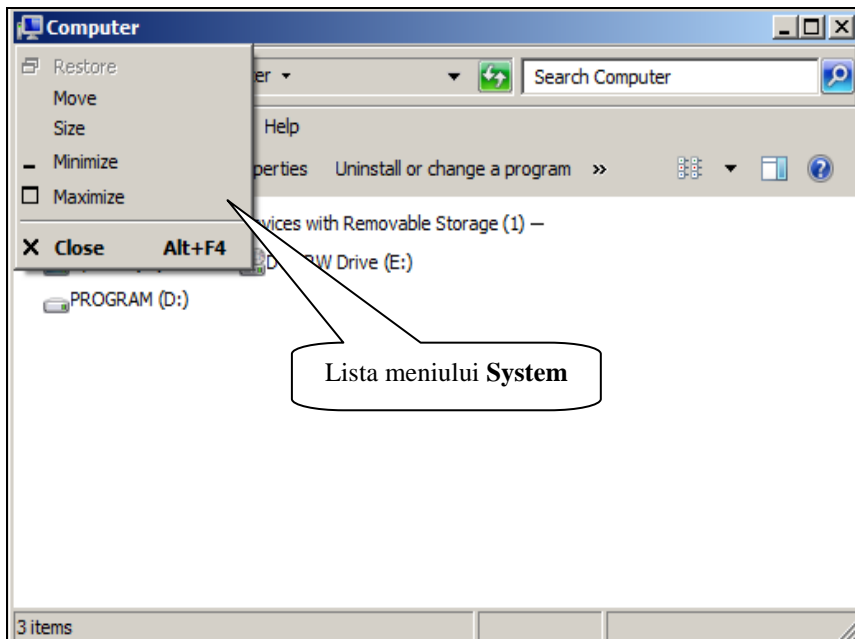 Computer
Restore
er
Search Computer
Move
Size
Help
Minimize
perties Uninstall or change a program »
Maximize
vices with Removable Storage (1)
Close Alt+F4
W Drive (E:)
PROGRAM (D:)
Lista meniului System
3 items